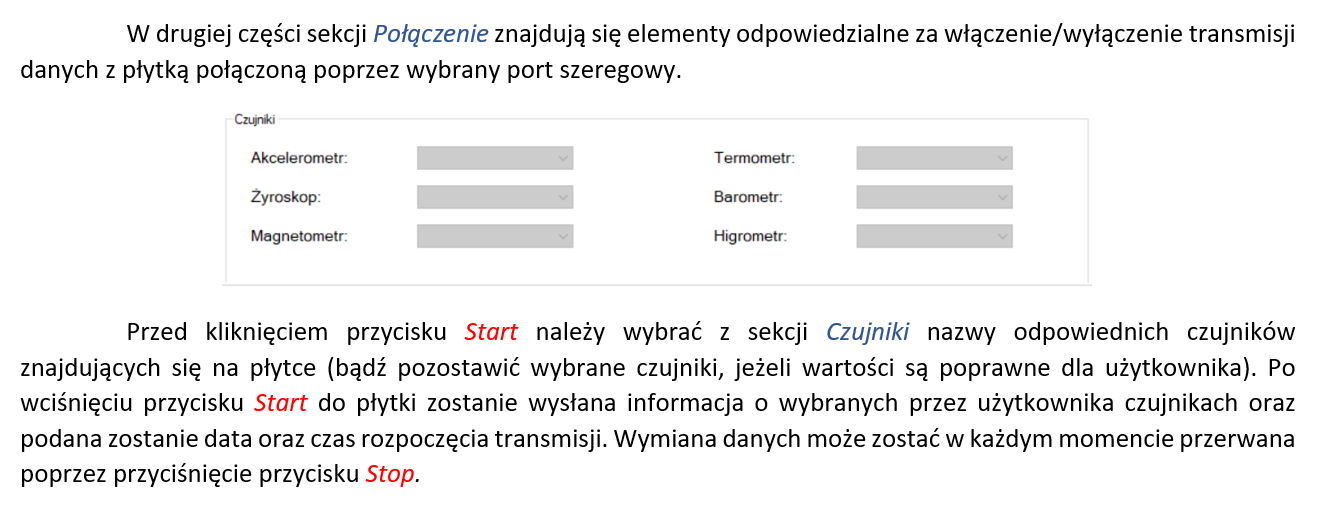 W drugiej części sekcji Połączenie znajdują się elementy odpowiedzialne za włączenie/wyłączenie transmisji
danych z płytką połączoną poprzez wybrany port szeregowy.
Czujniki
Akcelerometr:
Żyroskop:
Magnetometr:
Termometr:
Barometr:
Higrometr:
Przed kliknięciem przycisku Start należy wybrać z sekcji Czujniki nazwy odpowiednich czujników
znajdujących się na płytce (bądź pozostawić wybrane czujniki, jeżeli wartości są poprawne dla użytkownika). Po
wciśnięciu przycisku Start do płytki zostanie wysłana informacja o wybranych przez użytkownika czujnikach oraz
podana zostanie data oraz czas rozpoczęcia transmisji. Wymiana danych może zostać w każdym momencie przerwana
poprzez przyciśnięcie przycisku Stop.